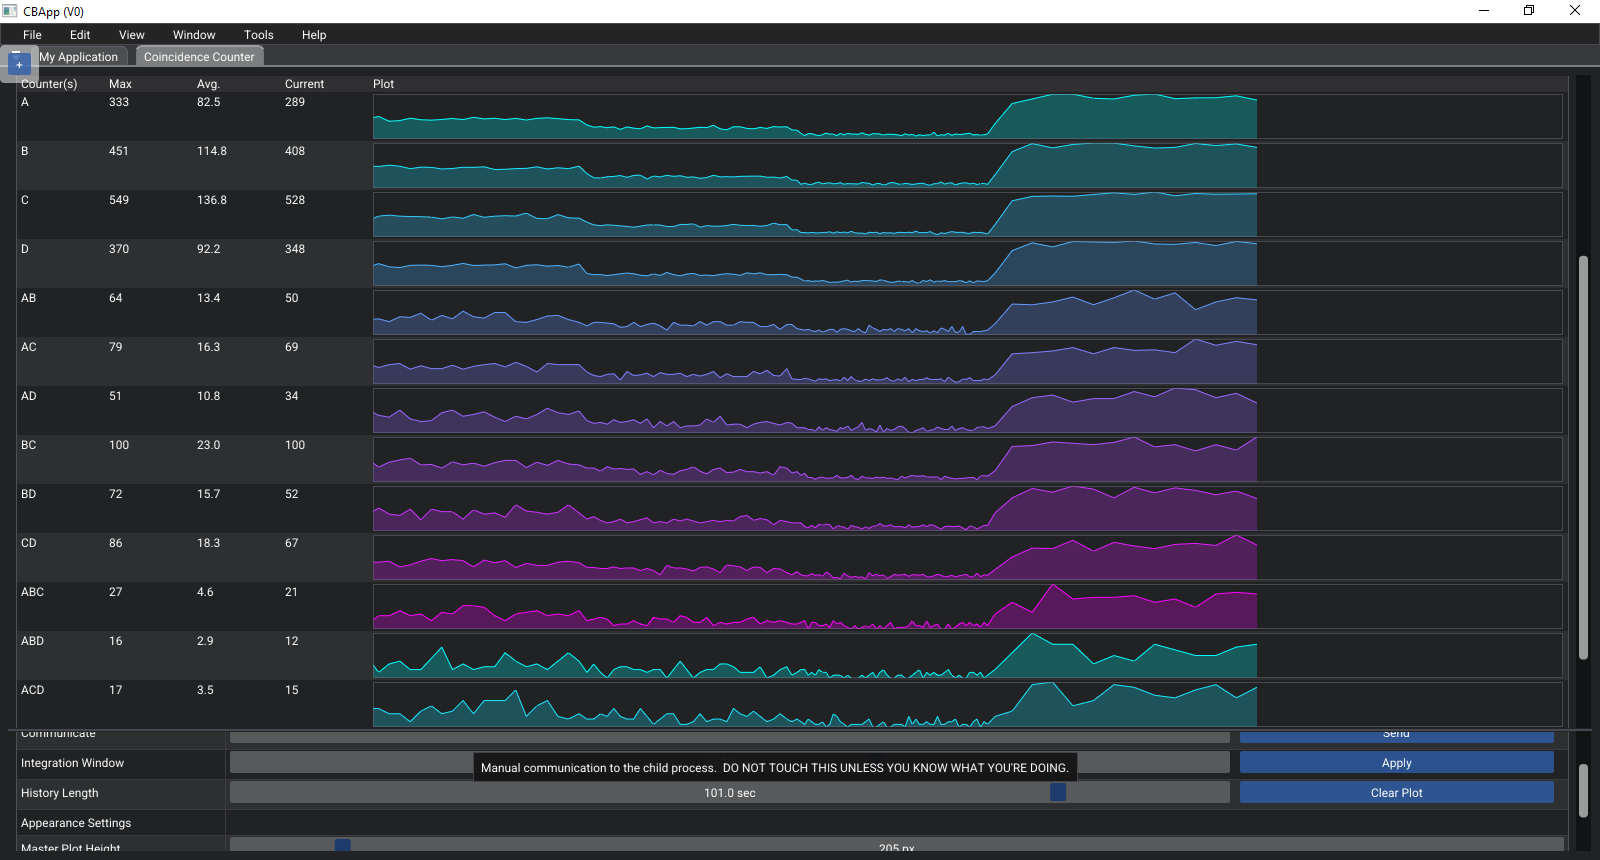 CBApp (V0)
File Edit View Window Tools Help
+ My Application Coincidence Counter
Counter(s) Max Avg. Current Plot
A 333 82.5 289
B 451 114.8 408
C 549 136.8 528
D 370 92.2 348
AB 64 13.4 50
AC 79 16.3 69
AD 51 10.8 34
BC 100 23.0 100
BD 72 15.7 52
CD 86 18.3 67
ABC 27 4.6 21
ABD 16 2.9 12
ACD 17 3.5 15
Communicate Send
Integration Window Apply
Manual communication to the child process. DO NOT TOUCH THIS UNLESS YOU KNOW WHAT YOU'RE DOING.
History Length 101.0 sec Clear Plot
Appearance Settings
Master Plot Height 205 px